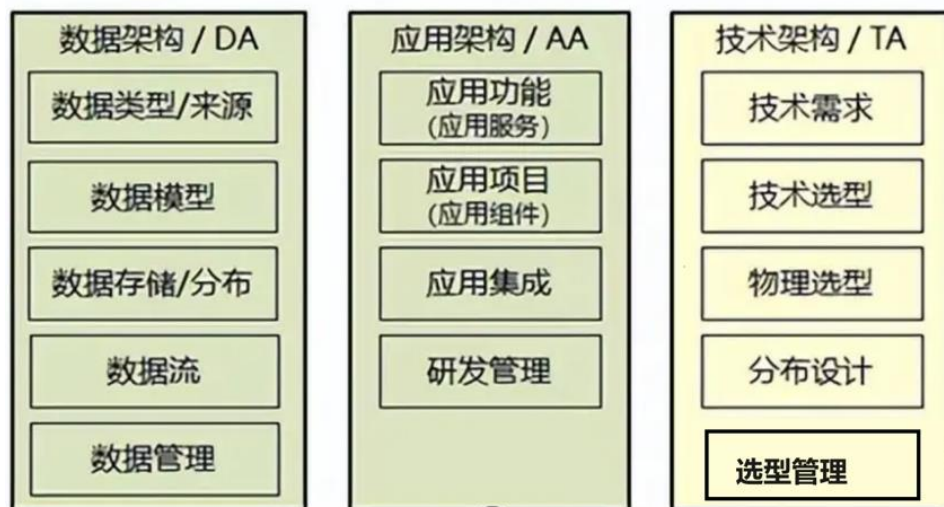 数据架构 / DA
数据类型/来源
数据模型
数据存储/分布
数据流
数据管理
应用架构 / AA
应用功能
(应用服务)
应用项目
(应用组件)
应用集成
研发管理
技术架构 / TA
技术需求
技术选型
物理选型
分布设计
选型管理